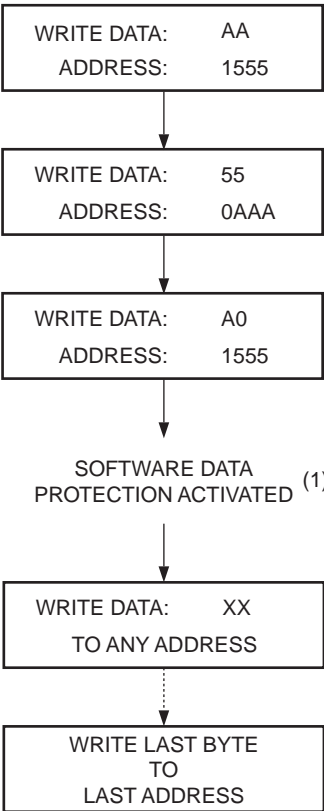 WRITE DATA: AA
ADDRESS: 1555
WRITE DATA: 55
ADDRESS: 0AAA
WRITE DATA: A0
ADDRESS: 1555
SOFTWARE DATA
PROTECTION ACTIVATED (1)
WRITE DATA: XX
TO ANY ADDRESS
WRITE LAST BYTE
TO
LAST ADDRESS